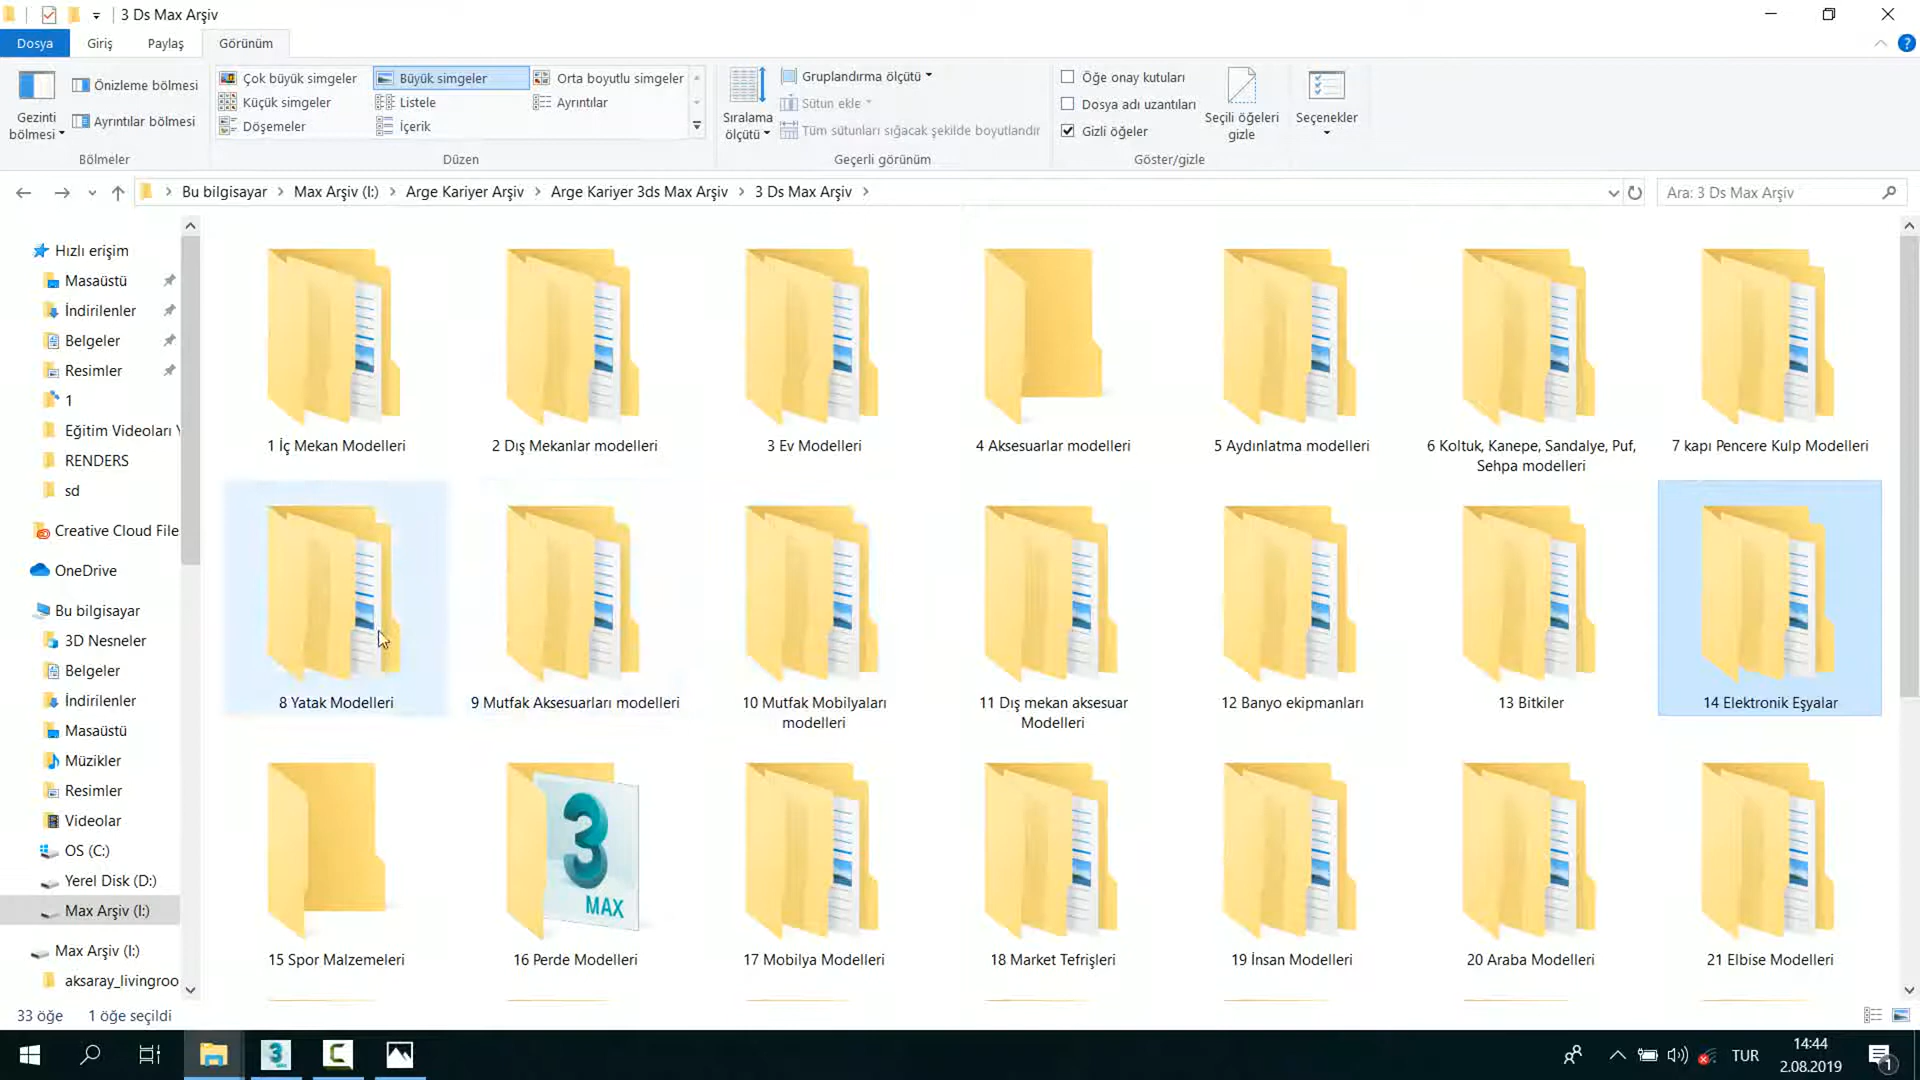 3 Ds Max Arşiv
Dosya Giriş Paylaş Görünüm
Gezinti bölmesi
Önizleme bölmesi
Ayrıntılar bölmesi
Bölmeler
Çok büyük simgeler Büyük simgeler Orta boyutlu simgeler
Küçük simgeler Listele Ayrıntılar
Döşemeler İçerik
Düzen
Sıralama ölçütü
Gruplandırma ölçütü
Sütun ekle
Tüm sütunları sığacak şekilde boyutlandır
Geçerli görünüm
Öğe onay kutuları
Dosya adı uzantıları
Gizli öğeler
Seçili öğeleri gizle
Göster/gizle
Seçenekler
Bu bilgisayar Max Arşiv (I:) Arge Kariyer Arşiv Arge Kariyer 3ds Max Arşiv 3 Ds Max Arşiv
Ara: 3 Ds Max Arşiv
Hızlı erişim
Masaüstü
İndirilenler
Belgeler
Resimler
1
Eğitim Videoları
RENDERS
sd
Creative Cloud File
OneDrive
Bu bilgisayar
3D Nesneler
Belgeler
İndirilenler
Masaüstü
Müzikler
Resimler
Videolar
OS (C:)
Yerel Disk (D:)
Max Arşiv (I:)
Max Arşiv (I:)
aksaray_livingroo
1 İç Mekan Modelleri
2 Dış Mekanlar modelleri
3 Ev Modelleri
4 Aksesuarlar modelleri
5 Aydınlatma modelleri
6 Koltuk, Kanepe, Sandalye, Puf,
Sehpa modelleri
7 kapı Pencere Kulp Modelleri
8 Yatak Modelleri
9 Mutfak Aksesuarları modelleri
10 Mutfak Mobilyaları
modelleri
11 Dış mekan aksesuar
Modelleri
12 Banyo ekipmanları
13 Bitkiler
14 Elektronik Eşyalar
3
MAX
15 Spor Malzemeleri
16 Perde Modelleri
17 Mobilya Modelleri
18 Market Tefrişleri
19 İnsan Modelleri
20 Araba Modelleri
21 Elbise Modelleri
33 öğe 1 öğe seçildi
TUR
14:44
2.08.2019
1